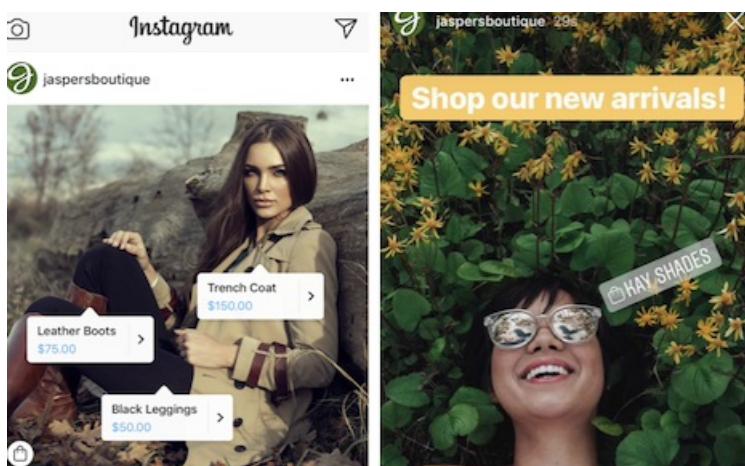 Instagram
jaspersboutique
Trench Coat
$150.00
Leather Boots
$75.00
Black Leggings
$50.00
jaspersboutique 29s
Shop our new arrivals!
KAY SHADES